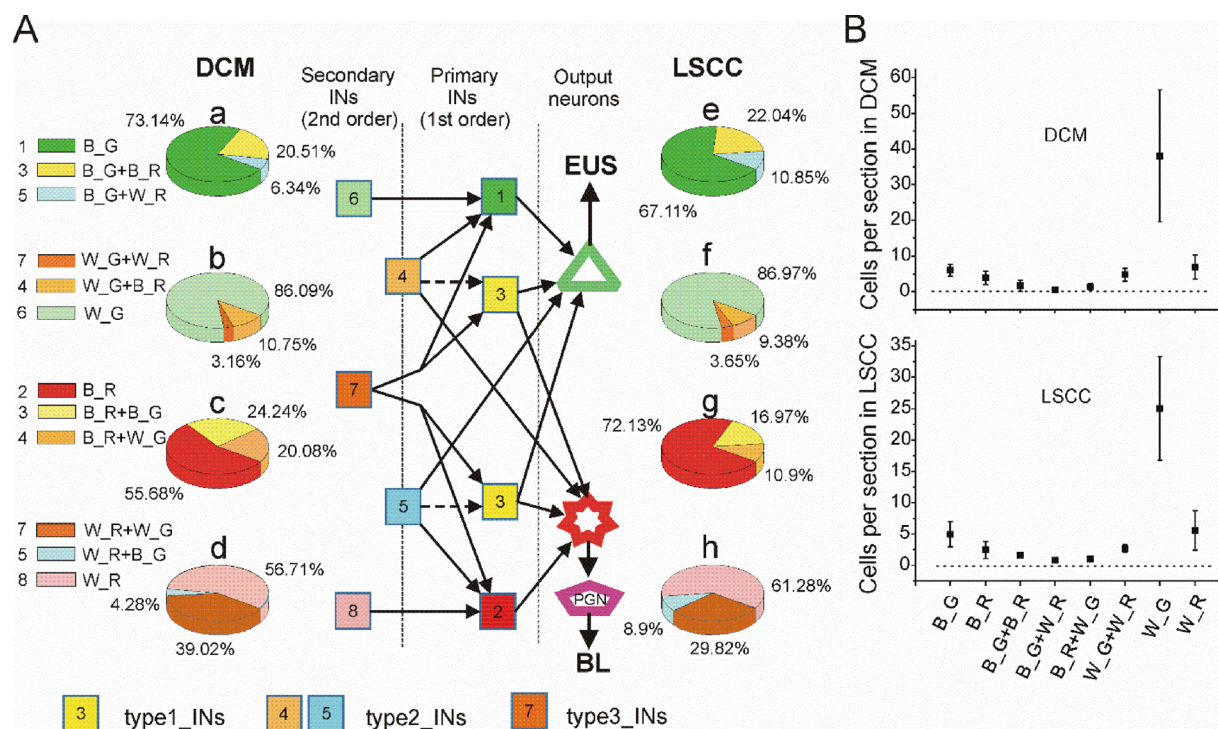 A
B
DCM
Secondary
INs
(2nd order)
Primary
INs
(1st order)
Output
neurons
LSCC
a
73.14%
20.51%
6.34%
1 B_G
3 B_G+B_R
5 B_G+W_R
b
86.09%
10.75%
3.16%
7 W_G+W_R
4 W_G+B_R
6 W_G
c
24.24%
20.08%
55.68%
2 B_R
3 B_R+B_G
4 B_R+W_G
d
56.71%
4.28%
39.02%
7 W_R+W_G
5 W_R+B_G
8 W_R
6
1
4
3
7
5
3
8
2
EUS
PGN
BL
e
22.04%
10.85%
67.11%
f
86.97%
9.38%
3.65%
g
72.13%
16.97%
10.9%
h
61.28%
8.9%
29.82%
3 type1_INs
4 5 type2_INs
7 type3_INs
Cells per section in DCM
60
50
40
30
20
10
0
DCM
Cells per section in LSCC
35
30
25
20
15
10
5
0
LSCC
B_G
B_R
B_G+B_R
B_G+W_R
B_R+W_G
W_G+W_R
W_G
W_R